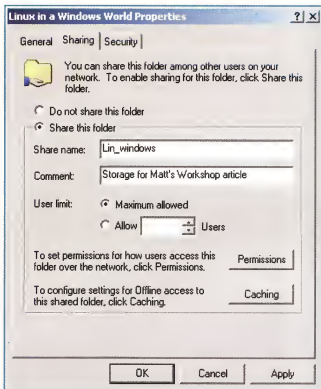 Linux in a Windows World Properties ? X
General Sharing Security
You can share this folder among other users on your
network. To enable sharing for this folder, click Share this
folder.
Do not share this folder
Share this folder
Share name: Lin_windows
Comment: Storage for Matt's Workshop article
User limit: Maximum allowed
Allow Users
To set permissions for how users access this
folder over the network, click Permissions. Permissions
To configure settings for Offline access to
this shared folder, click Caching. Caching
OK Cancel Apply